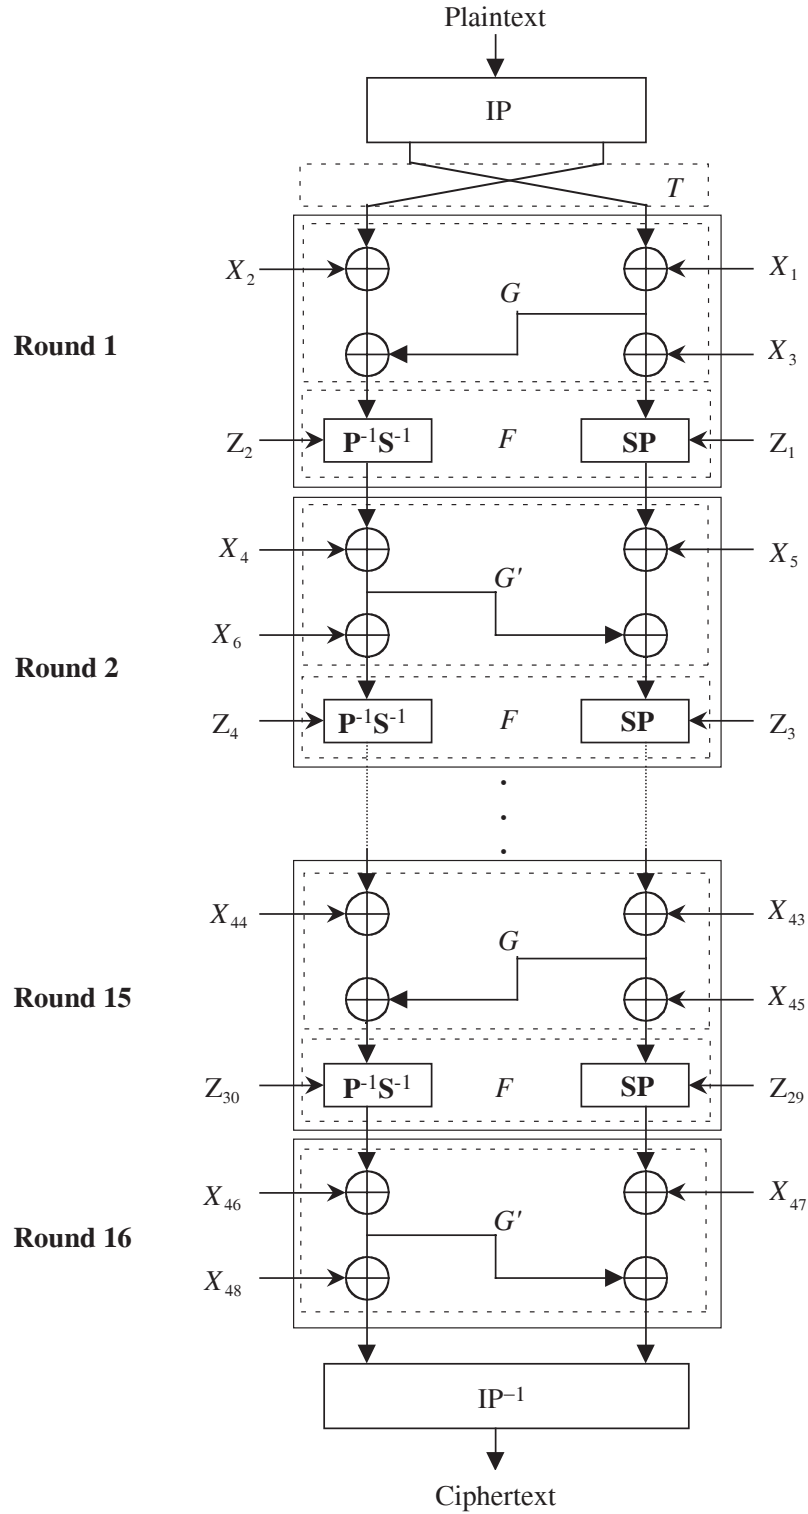 Plaintext
IP
T
X₂ X₁
G
Round 1
X₃
Z₂ P⁻¹S⁻¹ F SP Z₁
X₄ X₅
G′
X₆
Round 2
Z₄ P⁻¹S⁻¹ F SP Z₃
.
.
.
X₄₄ X₄₃
G
Round 15 X₄₅
Z₃₀ P⁻¹S⁻¹ F SP Z₂₉
X₄₆ X₄₇
Round 16 G′
X₄₈
IP⁻¹
Ciphertext